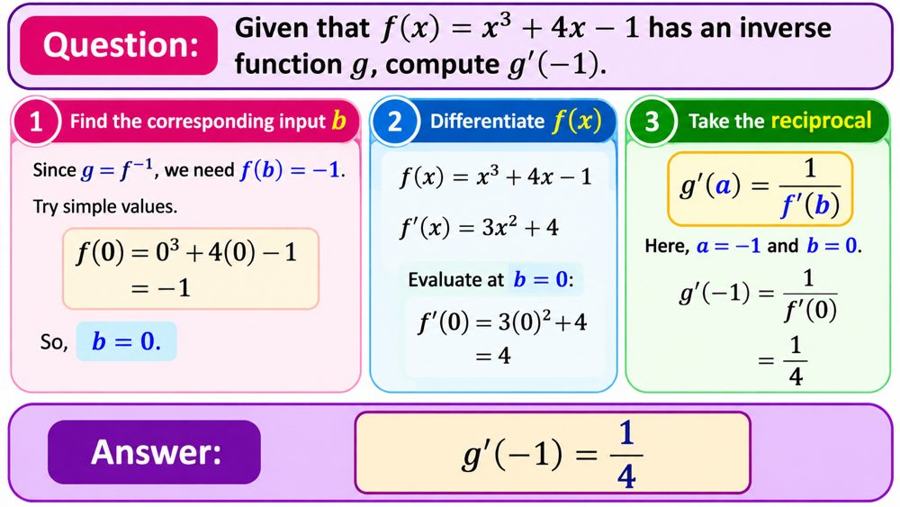 Question:
Given that f(x) = x³ + 4x − 1 has an inverse
function g, compute g′(−1).
1 Find the corresponding input b
Since g = f⁻¹, we need f(b) = −1.
Try simple values.
f(0) = 0³ + 4(0) − 1
= −1
So, b = 0.
2 Differentiate f(x)
f(x) = x³ + 4x − 1
f′(x) = 3x² + 4
Evaluate at b = 0:
f′(0) = 3(0)² + 4
= 4
3 Take the reciprocal
g′(a) = 1/f′(b)
Here, a = −1 and b = 0.
g′(−1) = 1/f′(0)
= 1/4
Answer:
g′(−1) = 1/4